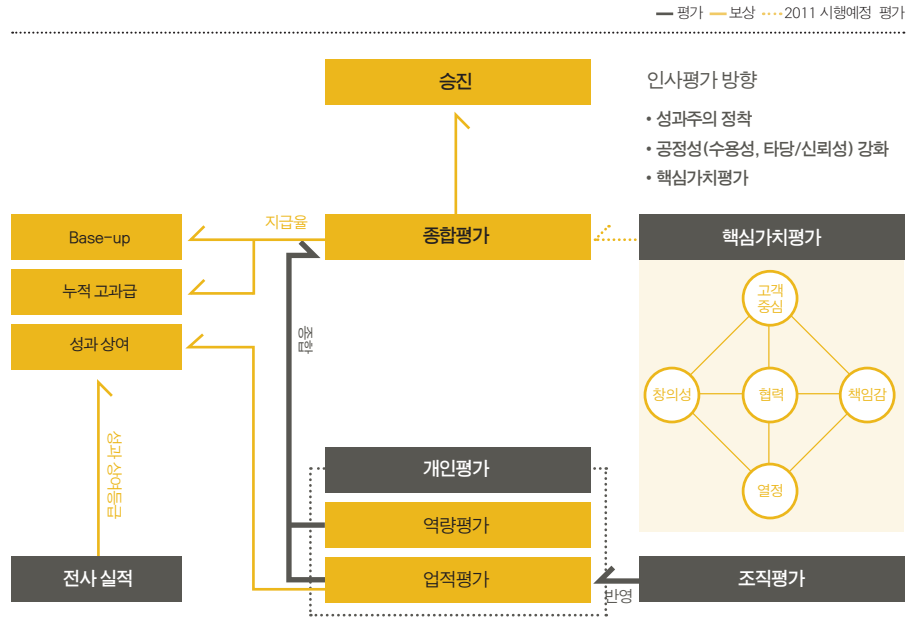 평가 보상 2011 시행예정 평가
승진
인사평가 방향
• 성과주의 정착
• 공정성(수용성, 타당/신뢰성) 강화
• 핵심가치평가
Base-up
지급율
종합평가
핵심가치평가
누적 고과급
성과 상여
종합
고객
중심
창의성
협력
책임감
열정
성과 상여등급
개인평가
역량평가
전사 실적
업적평가
반영
조직평가